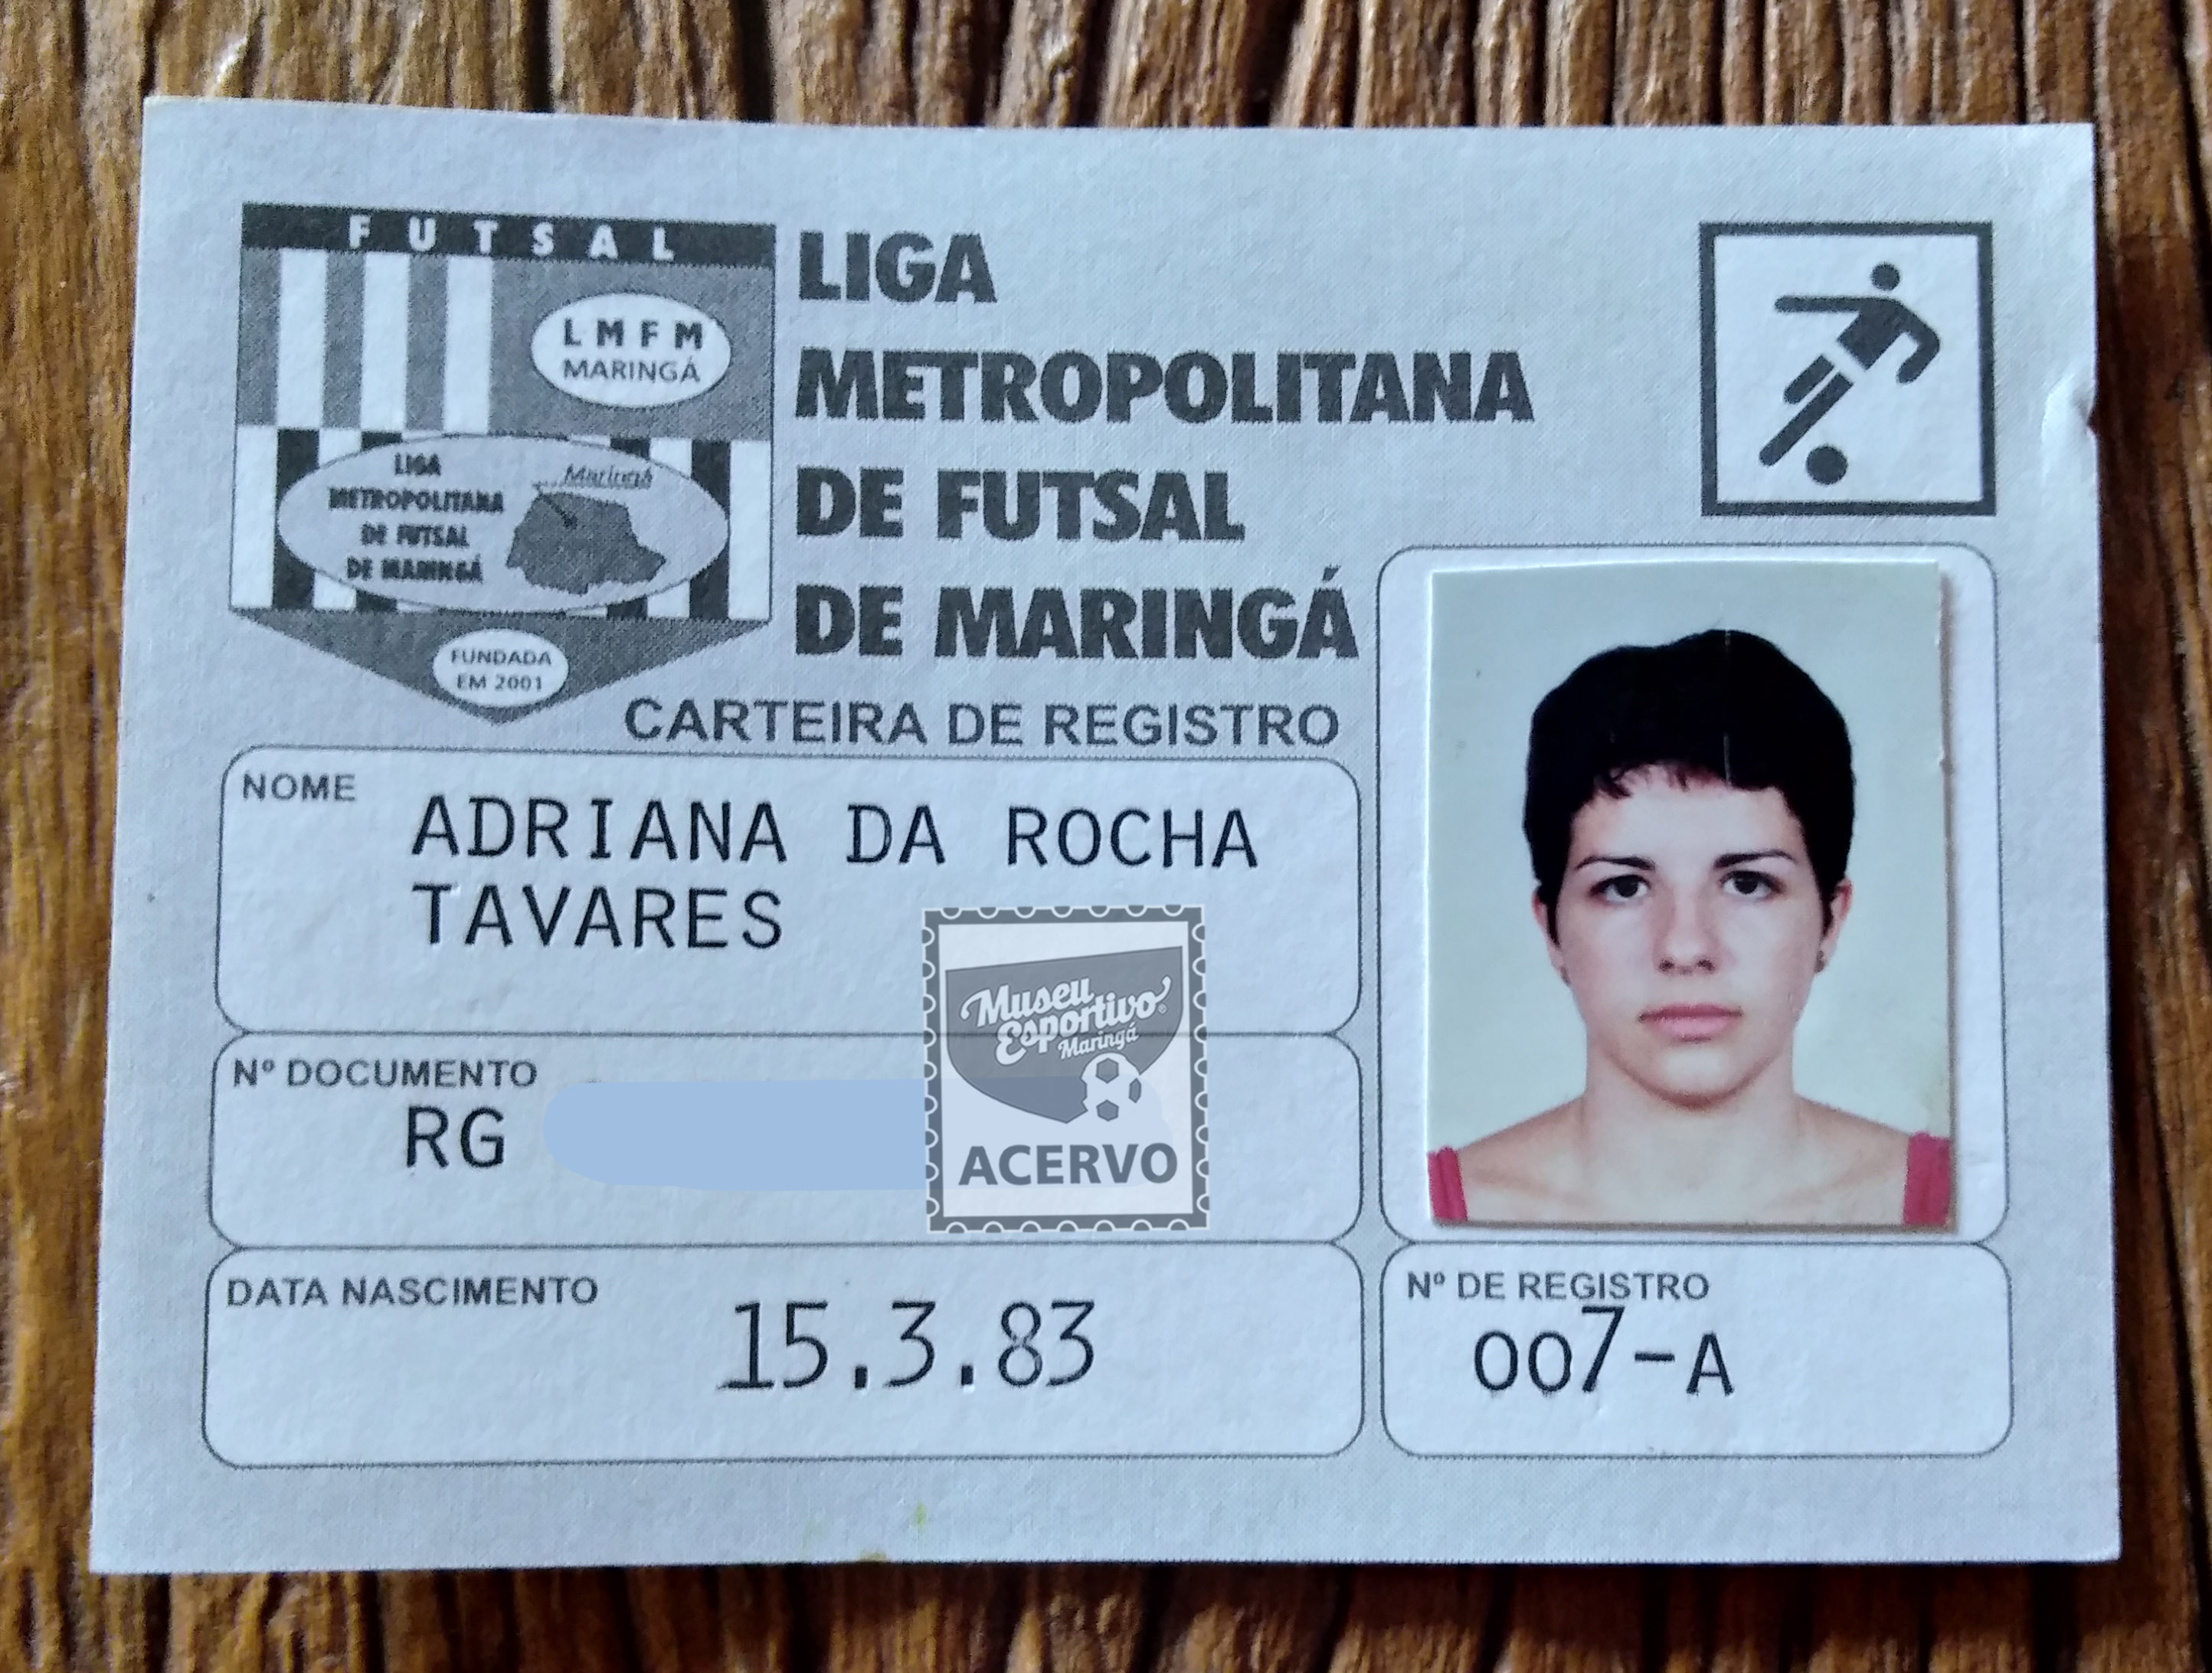 FUTSAL
LMFM
MARINGÁ
LIGA
METROPOLITANA
DE FUTSAL
DE MARINGÁ
Maringá
FUNDADA
EM 2001
LIGA
METROPOLITANA
DE FUTSAL
DE MARINGÁ
CARTEIRA DE REGISTRO
NOME
ADRIANA DA ROCHA
TAVARES
Nº DOCUMENTO
RG
Museu
Esportivo
Maringá
ACERVO
DATA NASCIMENTO
15.3.83
Nº DE REGISTRO
007-A